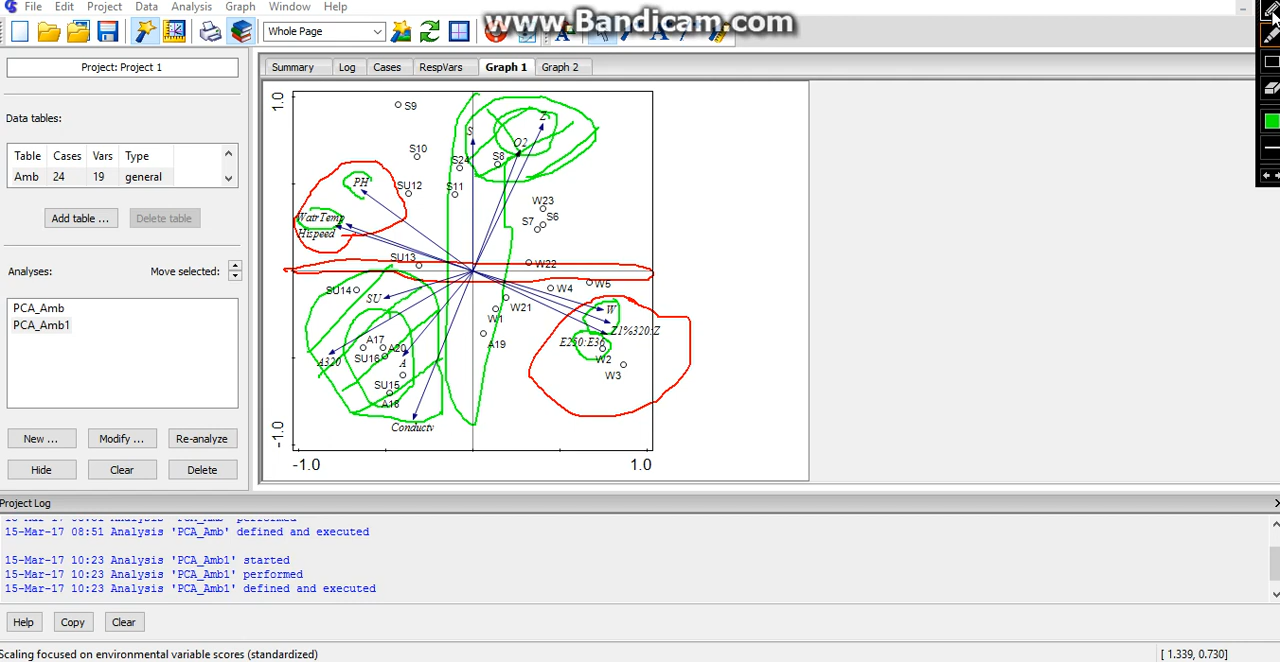 File Edit Project Data Analysis Graph Window Help
www.Bandicam.com
Whole Page
Project: Project 1
Summary Log Cases RespVars Graph 1 Graph 2
Data tables:
Table Cases Vars Type
Amb 24 19 general
Add table ... Delete table
Analyses: Move selected:
PCA_Amb
PCA_Amb1
New ... Modify ... Re-analyze
Hide Clear Delete
1.0
S9
Z
S
O2
S10
S24
S8
PH
SU12
S11
W23
WatrTemp
S6
S7
Hispeed
SU13
W22
W5
SU14
W4
SU
W21
W
W1
Z1%320:Z
A17
A19
A20
SU16
A320
A
W2
W3
SU15
A18
Conductv
-1.0
-1.0 1.0
Project Log
15-Mar-17 08:51 Analysis 'PCA_Amb' defined and executed
15-Mar-17 10:23 Analysis 'PCA_Amb1' started
15-Mar-17 10:23 Analysis 'PCA_Amb1' performed
15-Mar-17 10:23 Analysis 'PCA_Amb1' defined and executed
Help Copy Clear
Scaling focused on environmental variable scores (standardized) [ 1.339, 0.730]